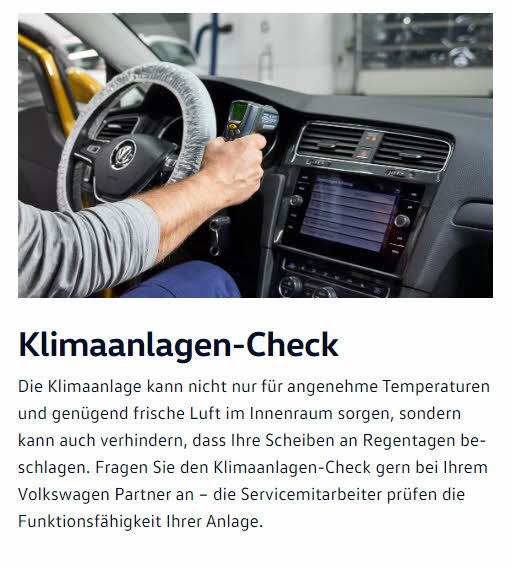 Klimaanlagen-Check
Die Klimaanlage kann nicht nur für angenehme Temperaturen
und genügend frische Luft im Innenraum sorgen, sondern
kann auch verhindern, dass Ihre Scheiben an Regentagen be-
schlagen. Fragen Sie den Klimaanlagen-Check gern bei Ihrem
Volkswagen Partner an – die Servicemitarbeiter prüfen die
Funktionsfähigkeit Ihrer Anlage.